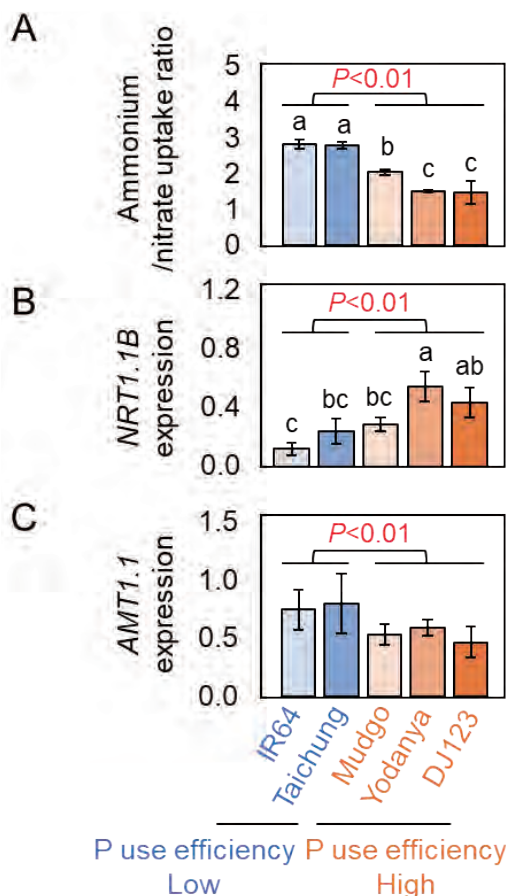 A
Ammonium
/nitrate uptake ratio
5
4
3
2
1
0
P<0.01
a
a
b
c
c
B
NRT1.1B
expression
1.2
0.8
0.4
0.0
P<0.01
c
bc
bc
a
ab
C
AMT1.1
expression
1.5
1.0
0.5
0.0
P<0.01
IR64
Taichung
Mudgo
Yodanya
DJ123
P use efficiency
Low
P use efficiency
High